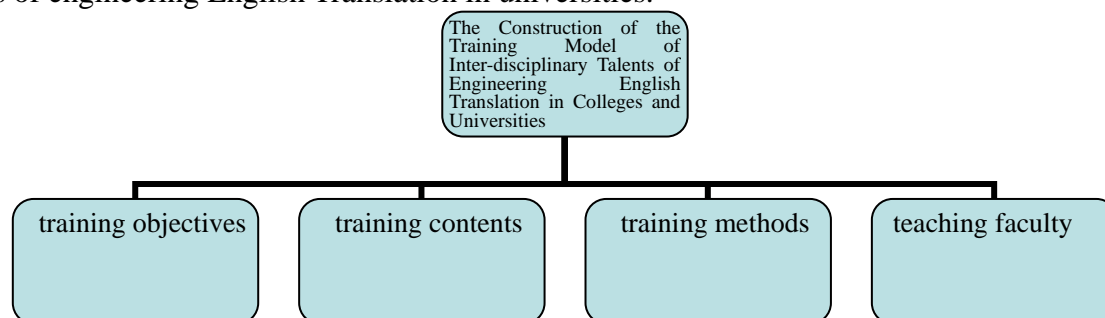 of engineering English Translation in universities.
The Construction of the
Training Model of
Inter-disciplinary Talents of
Engineering English
Translation in Colleges and
Universities
training objectives training contents training methods teaching faculty